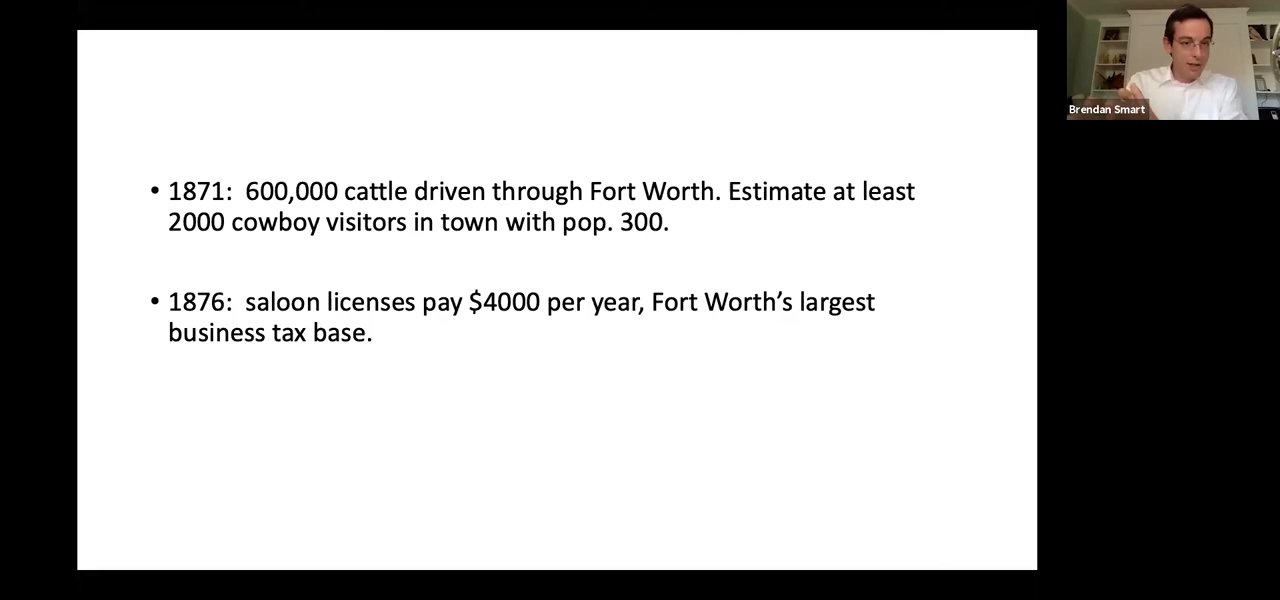 • 1871:  600,000 cattle driven through Fort Worth. Estimate at least
2000 cowboy visitors in town with pop. 300.
• 1876:  saloon licenses pay $4000 per year, Fort Worth’s largest
business tax base.
Brendan Smart